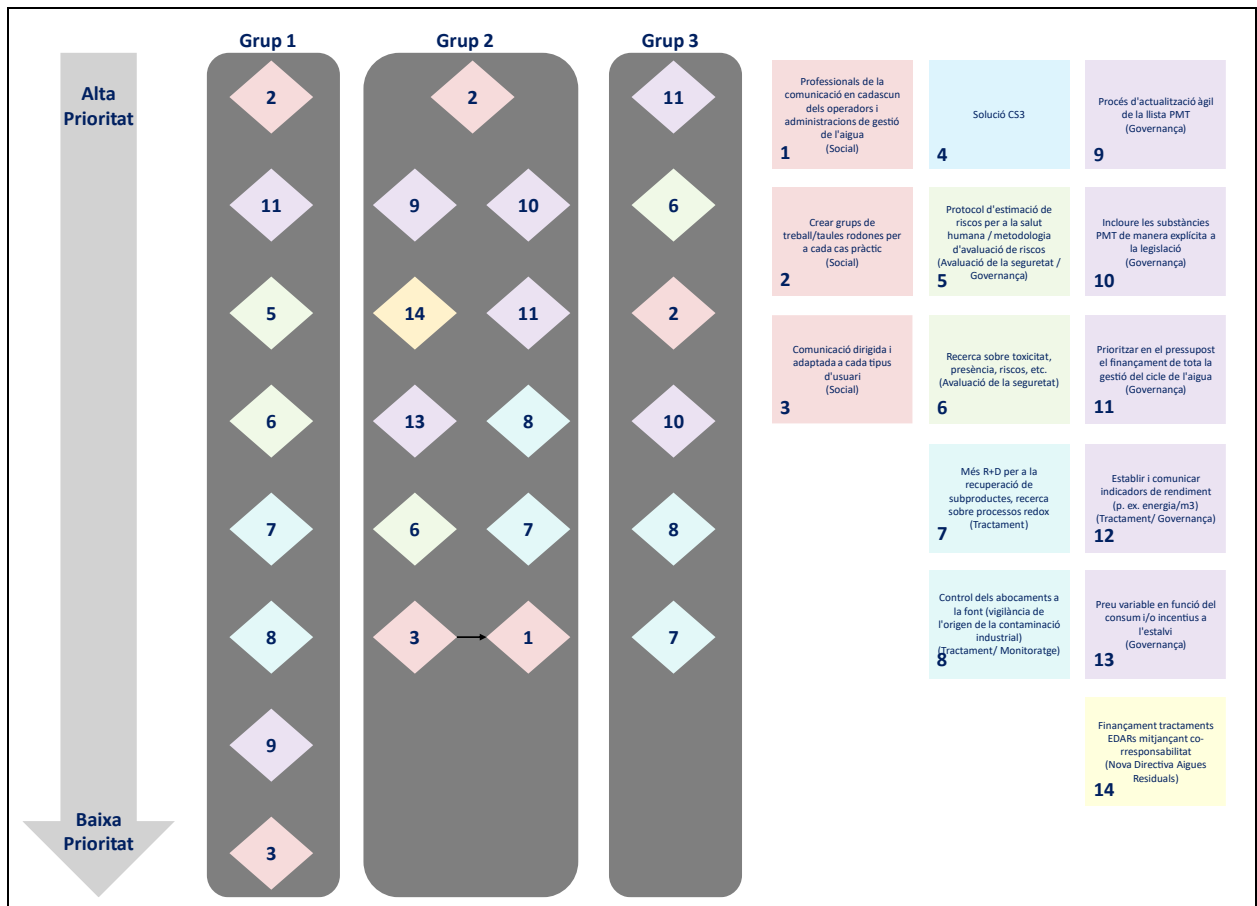 Grup 1
Grup 2
Grup 3
Alta
Prioritat
Baixa
Prioritat
2
11
5
6
7
8
9
3
2
9
10
14
11
13
8
6
7
3
1
11
6
2
10
8
7
Professionals de la
comunicació en cadascun
dels operadors i
administracions de gestió
de l'aigua
(Social)
1
Crear grups de
treball/taules rodones per
a cada cas pràctic
(Social)
2
Comunicació dirigida i
adaptada a cada tipus
d'usuari
(Social)
3
Solució CS3
4
Protocol d'estimació de
riscos per a la salut
humana / metodologia
d'avaluació de riscos
(Avaluació de la seguretat /
Governança)
5
Recerca sobre toxicitat,
presència, riscos, etc.
(Avaluació de la seguretat)
6
Més R+D per a la
recuperació de
subproductes, recerca
sobre processos redox
(Tractament)
7
Control dels abocaments a
la font (vigilància de
l'origen de la contaminació
industrial)
(Tractament/ Monitoratge)
8
Procés d'actualització àgil
de la llista PMT
(Governança)
9
Incloure les substàncies
PMT de manera explícita a
la legislació
(Governança)
10
Prioritzar en el pressupost
el finançament de tota la
gestió del cicle de l'aigua
(Governança)
11
Establir i comunicar
indicadors de rendiment
(p. ex. energia/m3)
(Tractament/ Governança)
12
Preu variable en funció del
consum i/o incentius a
l'estalvi
(Governança)
13
Finançament tractaments
EDARs mitjançant co-
rresponsabilitat
(Nova Directiva Aigues
Residuals)
14